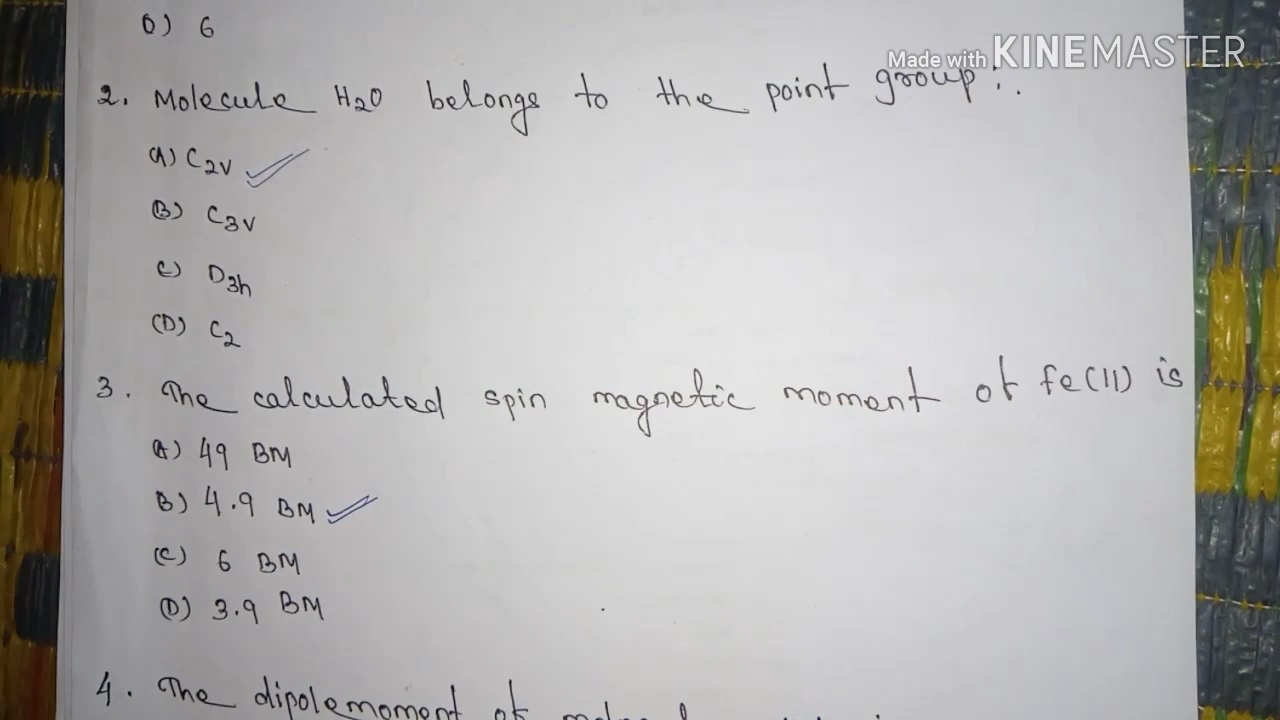 D) 6
Made with KINEMASTER
2. Molecule H2O belongs to the point group:.
(A) C2V
(B) C3V
C) D3h
(D) C2
3. The calculated spin magnetic moment of Fe(II) is
A) 49 BM
B) 4.9 BM
(C) 6 BM
(D) 3.9 BM
4. The dipolemoment of